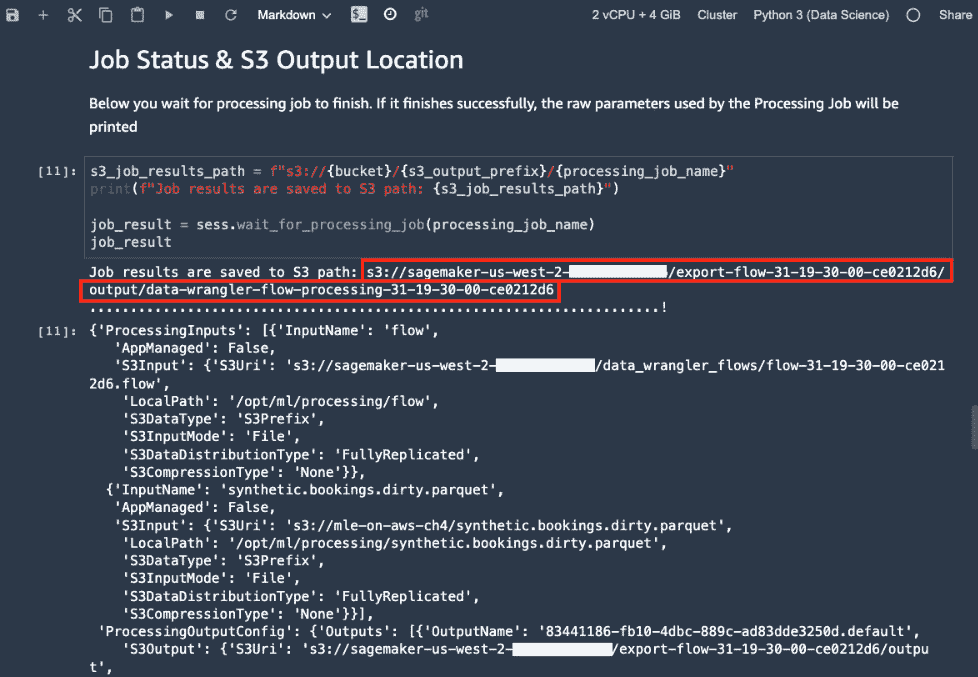 Markdown git 2 vCPU + 4 GiB Cluster Python 3 (Data Science) Share
Job Status & S3 Output Location
Below you wait for processing job to finish. If it finishes successfully, the raw parameters used by the Processing Job will be
printed
[11]: s3_job_results_path = f"s3://{bucket}/{s3_output_prefix}/{processing_job_name}"
print(f"Job results are saved to S3 path: {s3_job_results_path}")
job_result = sess.wait_for_processing_job(processing_job_name)
job_result
Job results are saved to S3 path: s3://sagemaker-us-west-2- /export-flow-31-19-30-00-ce0212d6/
output/data-wrangler-flow-processing-31-19-30-00-ce0212d6
......................................................................!
[11]: {'ProcessingInputs': [{'InputName': 'flow',
'AppManaged': False,
'S3Input': {'S3Uri': 's3://sagemaker-us-west-2- /data_wrangler_flows/flow-31-19-30-00-ce021
2d6.flow',
'LocalPath': '/opt/ml/processing/flow',
'S3DataType': 'S3Prefix',
'S3InputMode': 'File',
'S3DataDistributionType': 'FullyReplicated',
'S3CompressionType': 'None'}},
{'InputName': 'synthetic.bookings.dirty.parquet',
'AppManaged': False,
'S3Input': {'S3Uri': 's3://mle-on-aws-ch4/synthetic.bookings.dirty.parquet',
'LocalPath': '/opt/ml/processing/synthetic.bookings.dirty.parquet',
'S3DataType': 'S3Prefix',
'S3InputMode': 'File',
'S3DataDistributionType': 'FullyReplicated',
'S3CompressionType': 'None'}}],
'ProcessingOutputConfig': {'Outputs': [{'OutputName': '83441186-fb10-4dbc-889c-ad83dde3250d.default',
'S3Output': {'S3Uri': 's3://sagemaker-us-west-2- /export-flow-31-19-30-00-ce0212d6/outpu
t',